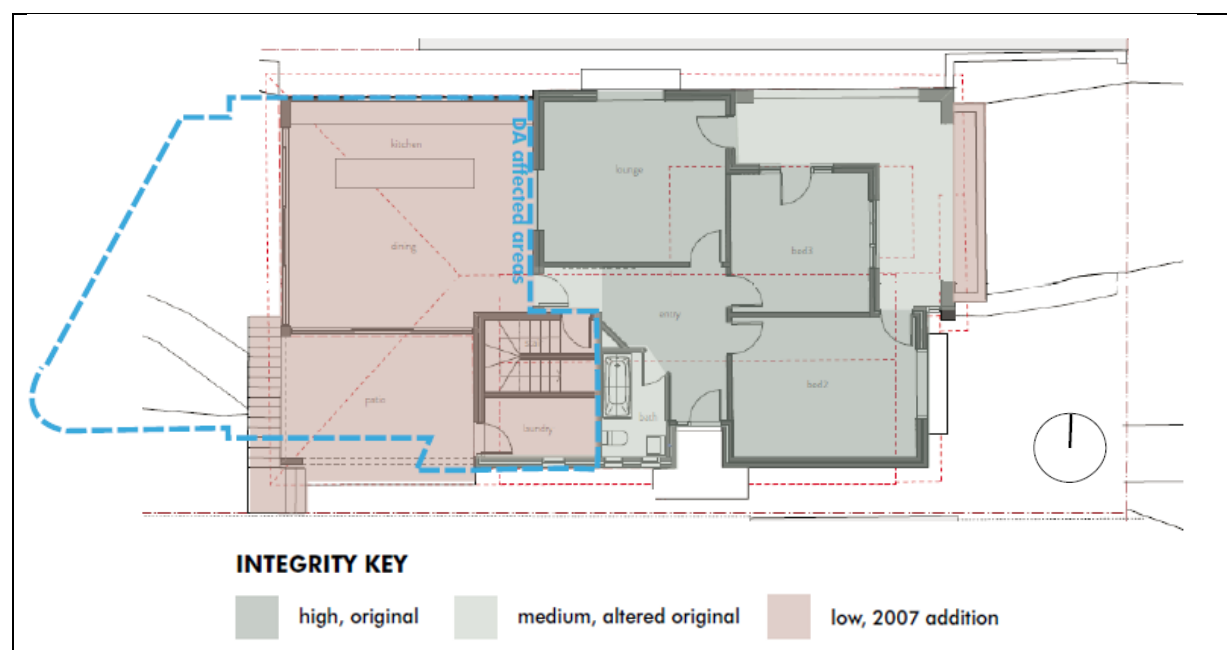 kitchen
DA affected areas
lounge
bed3
dining
entry
patio
laundry
bath
bed2
INTEGRITY KEY
high, original
medium, altered original
low, 2007 addition